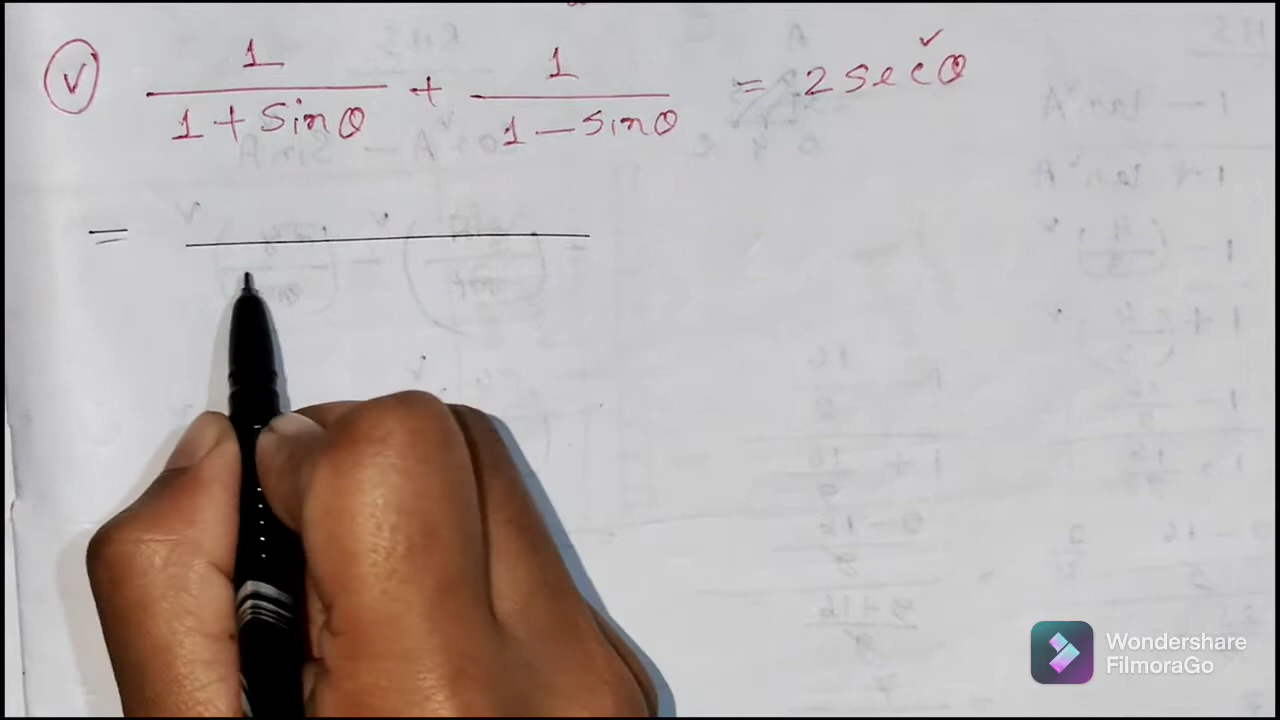 (v) 1/(1 + Sinθ) + 1/(1 - Sinθ) = 2 sec²θ
=
Wondershare
FilmoraGo